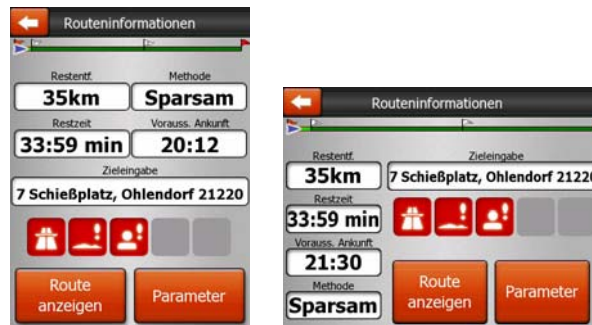 Routeninformationen
Restentf.
Methode
35km
Sparsam
Restzeit
Vorauss. Ankunft
33:59 min
20:12
Zieleingabe
7 Schießplatz, Ohlendorf 21220
Route
anzeigen
Parameter
Routeninformationen
Restentf.
Zieleingabe
35km
7 Schießplatz, Ohlendorf 21220
Restzeit
33:59 min
Vorauss. Ankunft
21:30
Methode
Sparsam
Route
anzeigen
Parameter